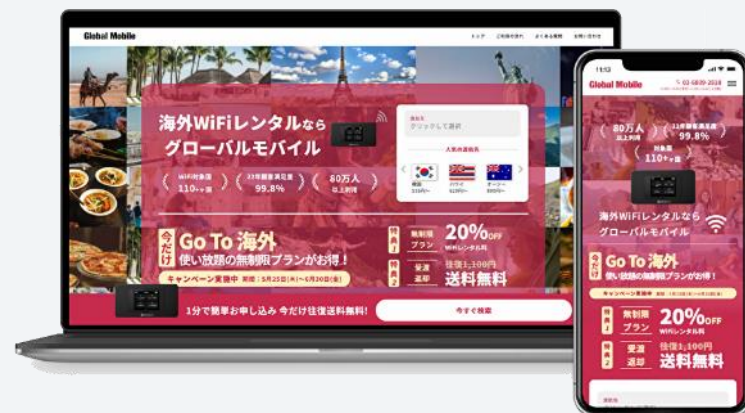 Global Mobile
トップ ご利用の流れ よくある質問 お問い合わせ
海外WiFiレンタルなら
グローバルモバイル
WiFi対象国
110ヶ国
顧客満足度
99.8%
80万人
以上利用
クリックして選択
人気の渡航先
韓国
ハワイ
今だけ
Go To 海外
使い放題の無制限プランがお得!
キャンペーン実施中 期間:5月25日(木)〜6月30日(金)
特典1
無制限
プラン
20%OFF
WiFiレンタル料
特典2
受渡
返却
往復1,100円
送料無料
1分で簡単お申し込み 今だけ往復送料無料!
今すぐ検索
Global Mobile
80万人
以上利用
顧客満足度
99.8%
対象国
110+ヶ国
海外WiFiレンタルなら
グローバルモバイル
今だけ
Go To 海外
使い放題の無制限プランがお得!
キャンペーン実施中
特典1
無制限
プラン
20%OFF
WiFiレンタル料
特典2
受渡
返却
往復1,100円
送料無料